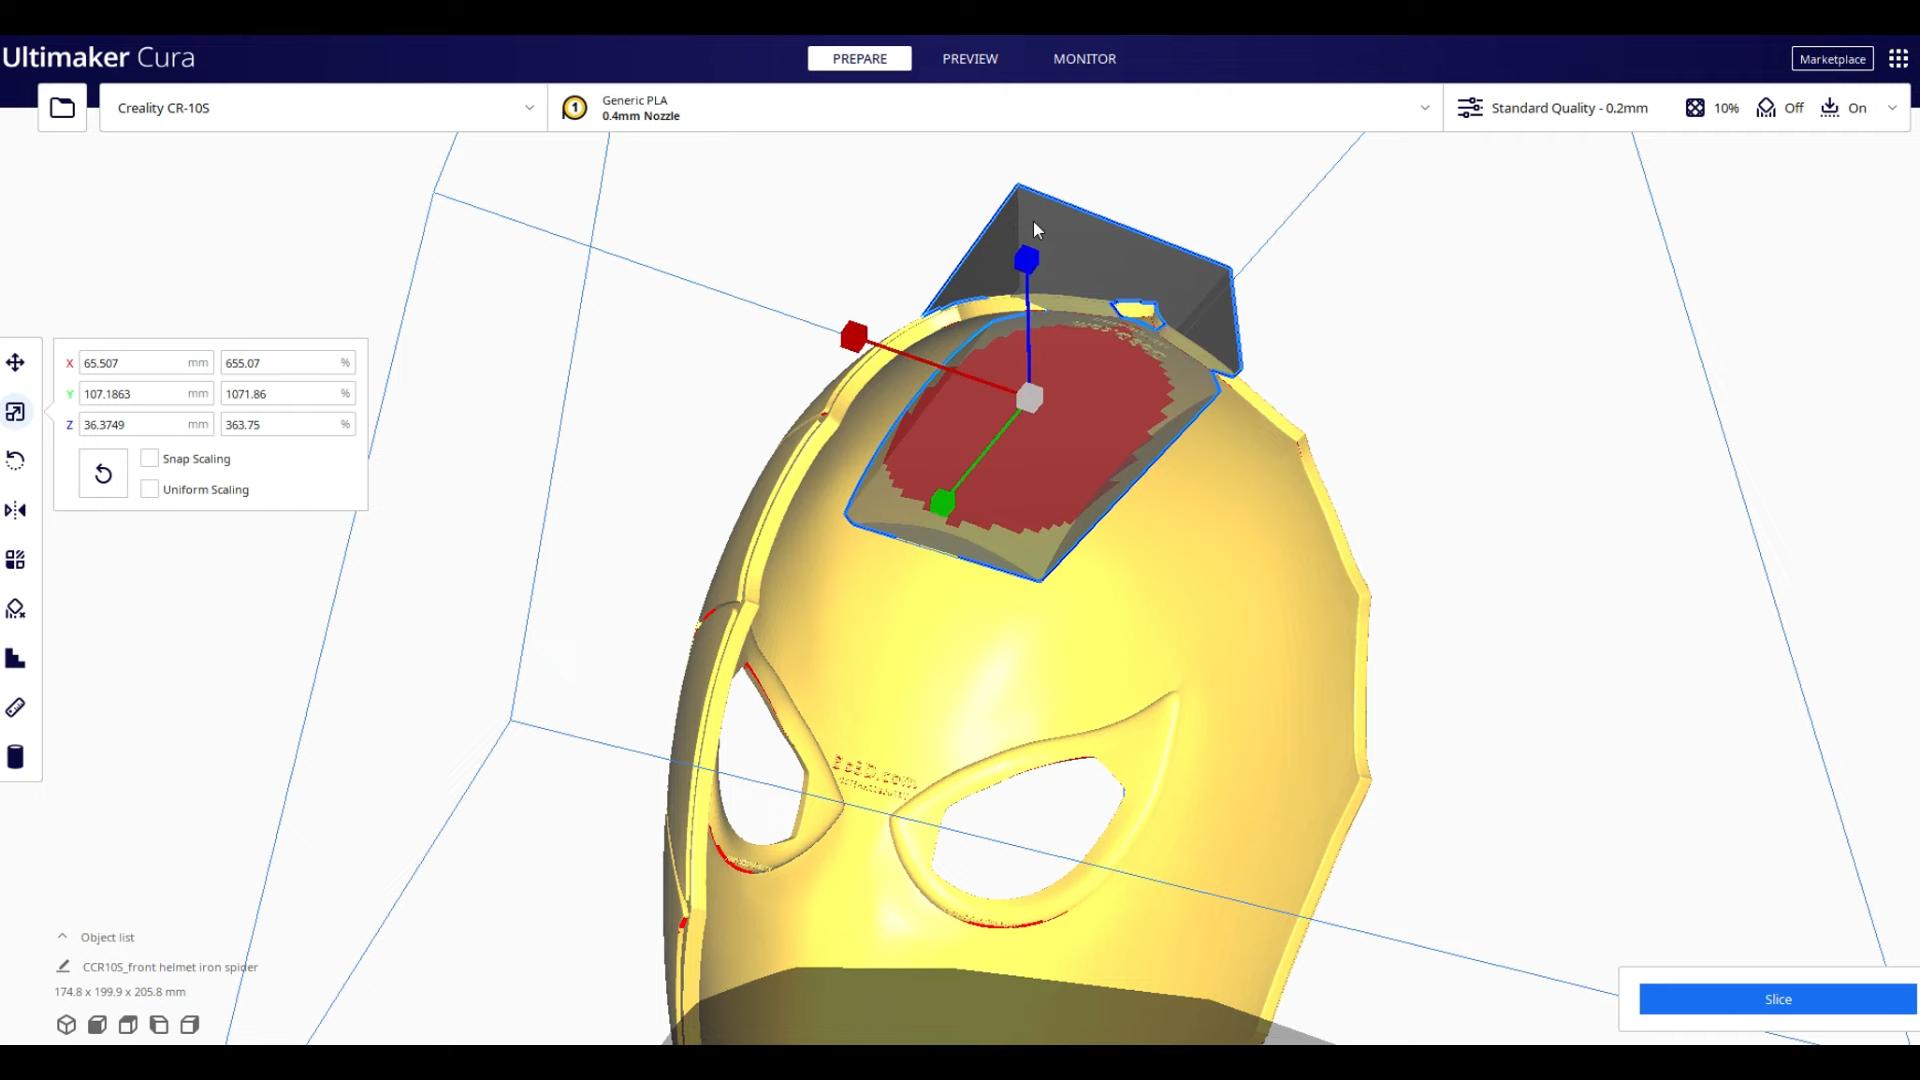 Ultimaker Cura
PREPARE
PREVIEW
MONITOR
Marketplace
Creality CR-10S
1
Generic PLA
0.4mm Nozzle
Standard Quality - 0.2mm
10%
Off
On
X 65.507 mm 655.07 %
Y 107.1863 mm 1071.86 %
Z 36.3749 mm 363.75 %
Snap Scaling
Uniform Scaling
Object list
CCR10S_front helmet iron spider
174.8 x 199.9 x 205.8 mm
Slice